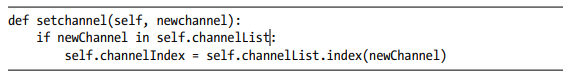 def setchannel(self, newchannel):
    if newChannel in self.channelList:
        self.channelIndex = self.channelList.index(newChannel)